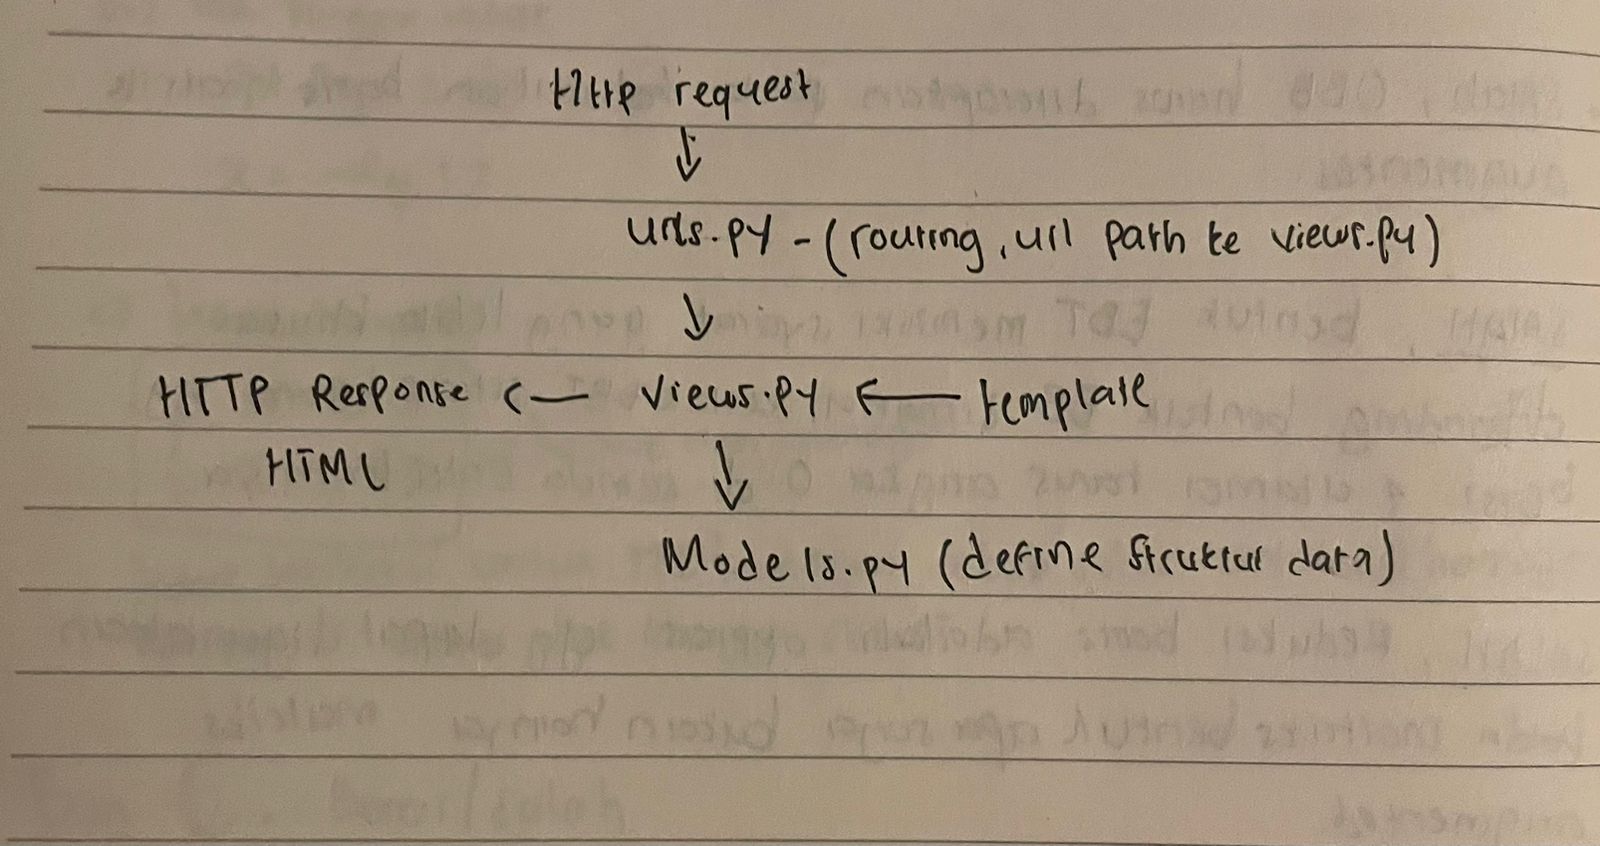 Http request
↓
urls.py - (routing, url path ke views.py)
↓
HTTP Response ← views.py ← template
HTML
↓
Models.py (define struktur data)